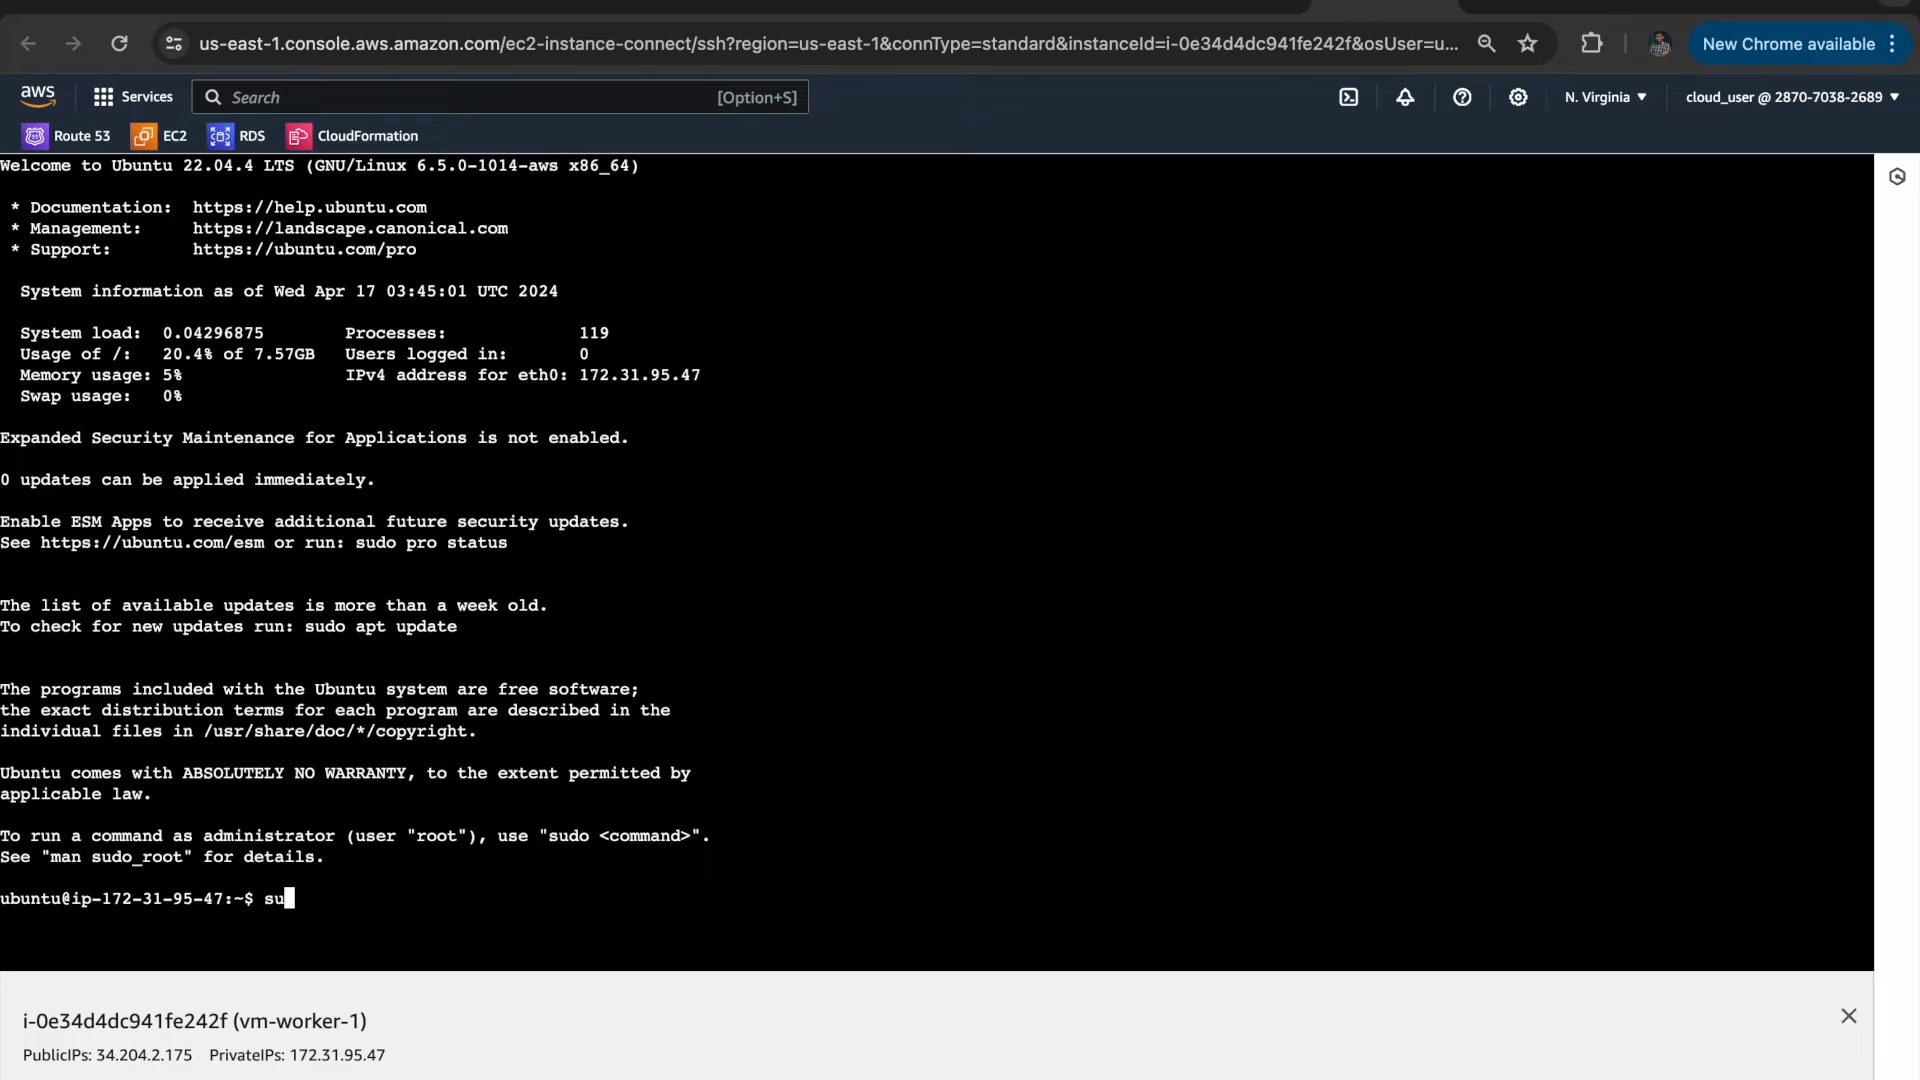 us-east-1.console.aws.amazon.com/ec2-instance-connect/ssh?region=us-east-1&connType=standard&instanceId=i-0e34d4dc941fe242f&osUser=u...
New Chrome available
aws
Services
Search
[Option+S]
N. Virginia
cloud_user @ 2870-7038-2689
Route 53
EC2
RDS
CloudFormation
Welcome to Ubuntu 22.04.4 LTS (GNU/Linux 6.5.0-1014-aws x86_64)
* Documentation: https://help.ubuntu.com
* Management: https://landscape.canonical.com
* Support: https://ubuntu.com/pro
System information as of Wed Apr 17 03:45:01 UTC 2024
System load: 0.04296875 Processes: 119
Usage of /: 20.4% of 7.57GB Users logged in: 0
Memory usage: 5% IPv4 address for eth0: 172.31.95.47
Swap usage: 0%
Expanded Security Maintenance for Applications is not enabled.
0 updates can be applied immediately.
Enable ESM Apps to receive additional future security updates.
See https://ubuntu.com/esm or run: sudo pro status
The list of available updates is more than a week old.
To check for new updates run: sudo apt update
The programs included with the Ubuntu system are free software;
the exact distribution terms for each program are described in the
individual files in /usr/share/doc/*/copyright.
Ubuntu comes with ABSOLUTELY NO WARRANTY, to the extent permitted by
applicable law.
To run a command as administrator (user "root"), use "sudo <command>".
See "man sudo_root" for details.
ubuntu@ip-172-31-95-47:~$ su
i-0e34d4dc941fe242f (vm-worker-1)
PublicIPs: 34.204.2.175 PrivateIPs: 172.31.95.47